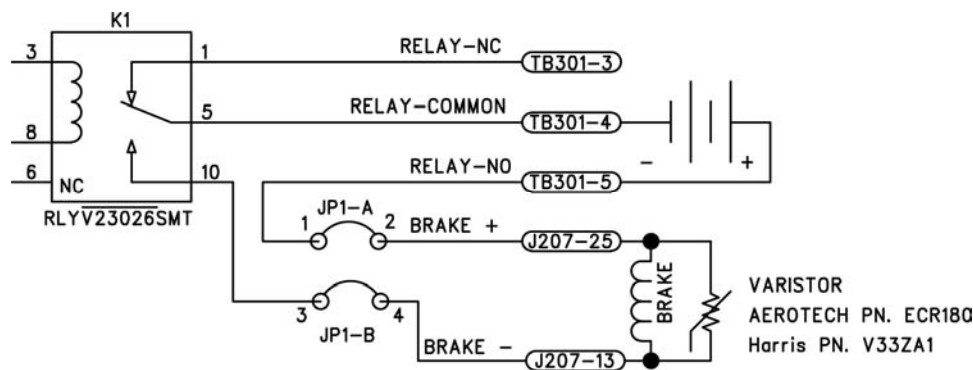 K1
3
1
RELAY-NC
TB301-3
RELAY-COMMON
5
TB301-4
8
- +
RELAY-NO
6
NC
10
TB301-5
RLYV23026SMT
JP1-A
1
2
BRAKE +
J207-25
BRAKE
VARISTOR
AEROTECH PN. ECR180
Harris PN. V33ZA1
3
4
JP1-B
BRAKE -
J207-13